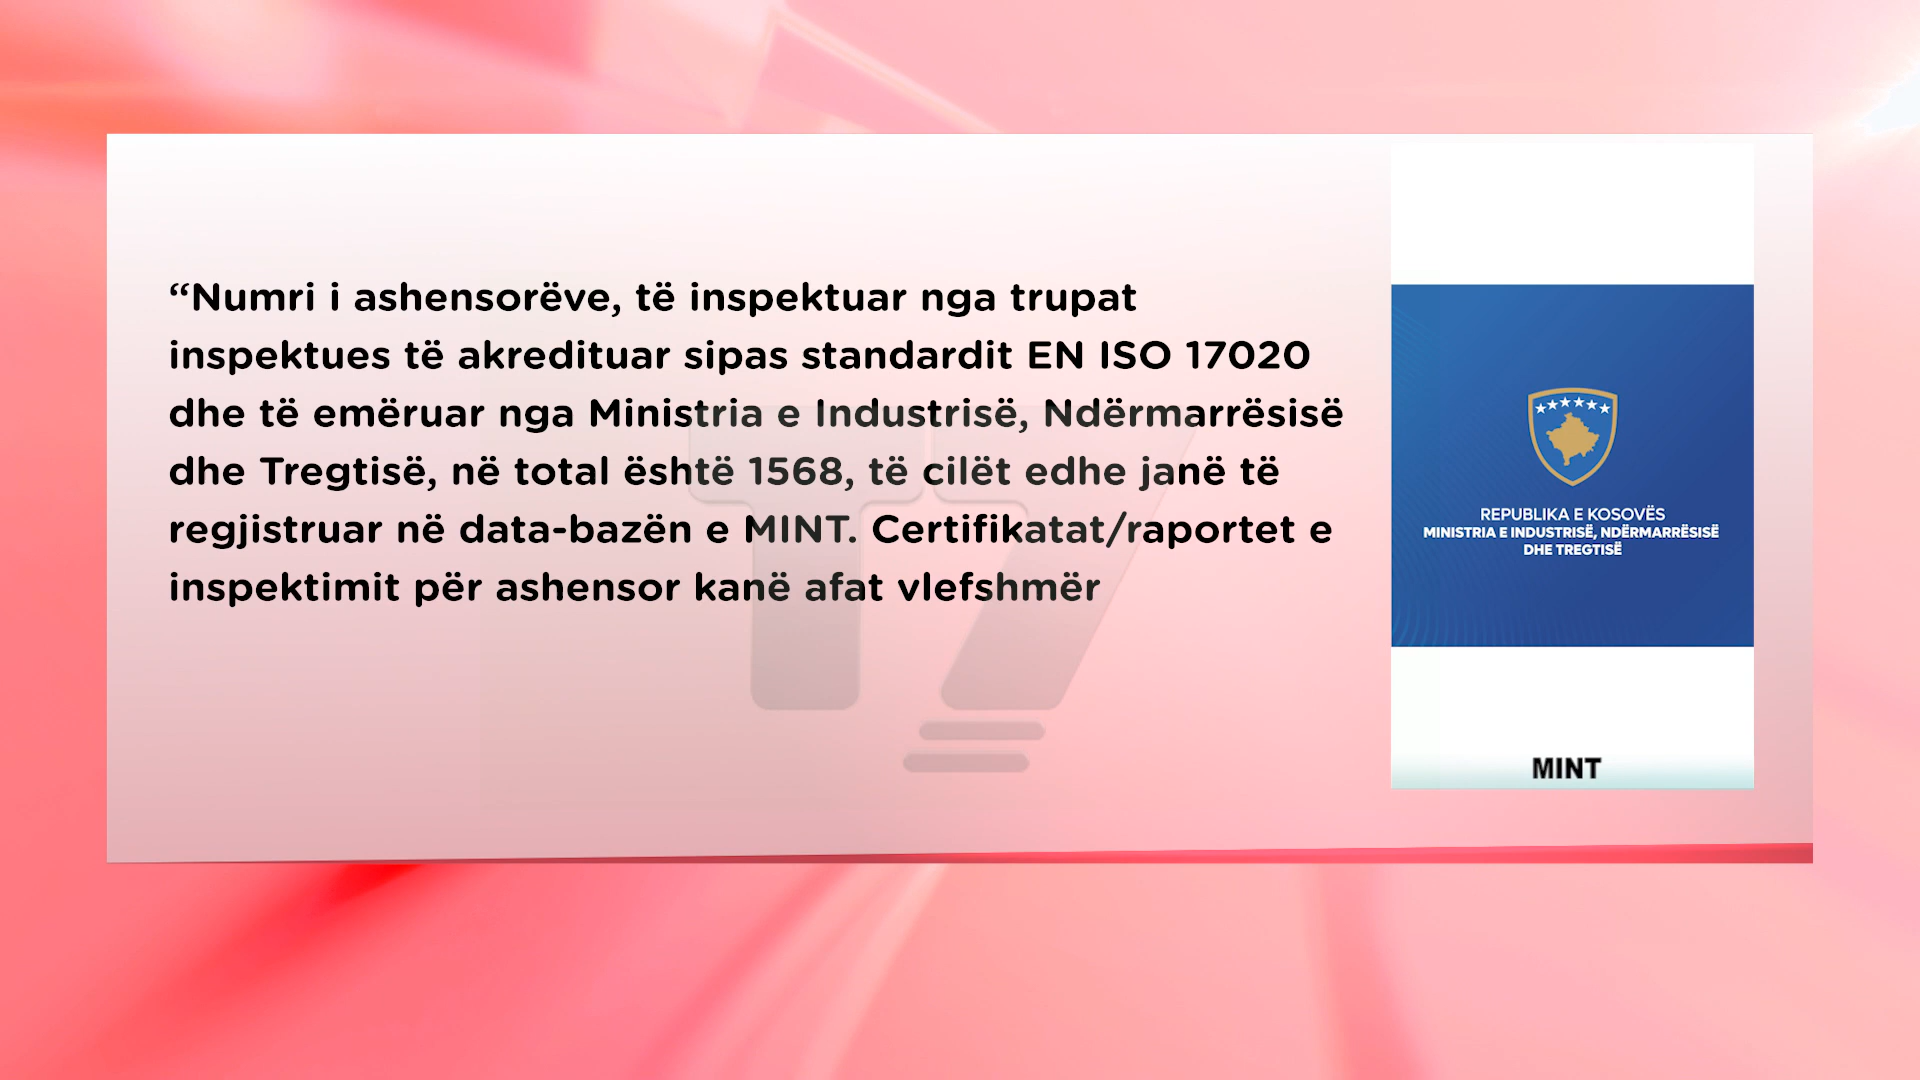 “Numri i ashensorëve, të inspektuar nga trupat
inspektues të akredituar sipas standardit EN ISO 17020
dhe të emëruar nga Ministria e Industrisë, Ndërmarrësisë
dhe Tregtisë, në total është 1568, të cilët edhe janë të
regjistruar në data-bazën e MINT. Certifikatat/raportet e
inspektimit për ashensor kanë afat vlefshmër
T7
REPUBLIKA E KOSOVËS
MINISTRIA E INDUSTRISË, NDËRMARRËSISË
DHE TREGTISË
MINT